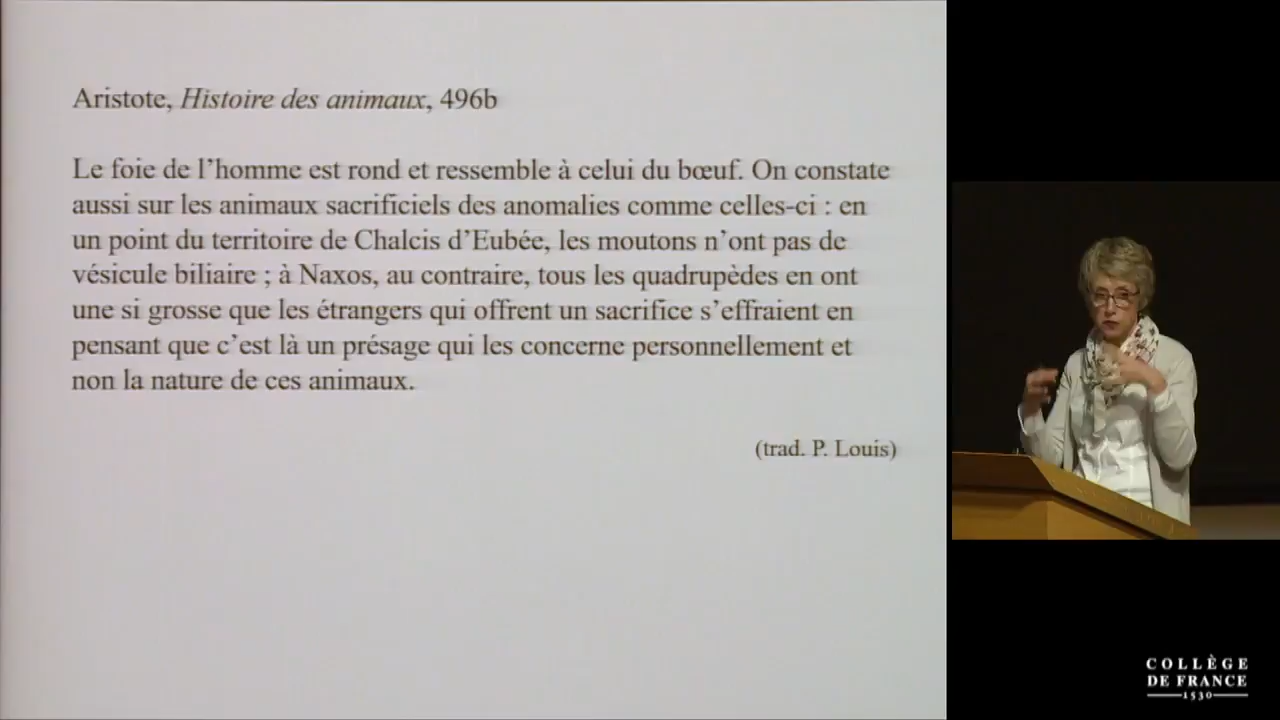 Aristote, Histoire des animaux, 496b
Le foie de l’homme est rond et ressemble à celui du bœuf. On constate
aussi sur les animaux sacrificiels des anomalies comme celles-ci : en
un point du territoire de Chalcis d’Eubée, les moutons n’ont pas de
vésicule biliaire ; à Naxos, au contraire, tous les quadrupèdes en ont
une si grosse que les étrangers qui offrent un sacrifice s’effraient en
pensant que c’est là un présage qui les concerne personnellement et
non la nature de ces animaux.
(trad. P. Louis)
COLLÈGE
DE FRANCE
1530